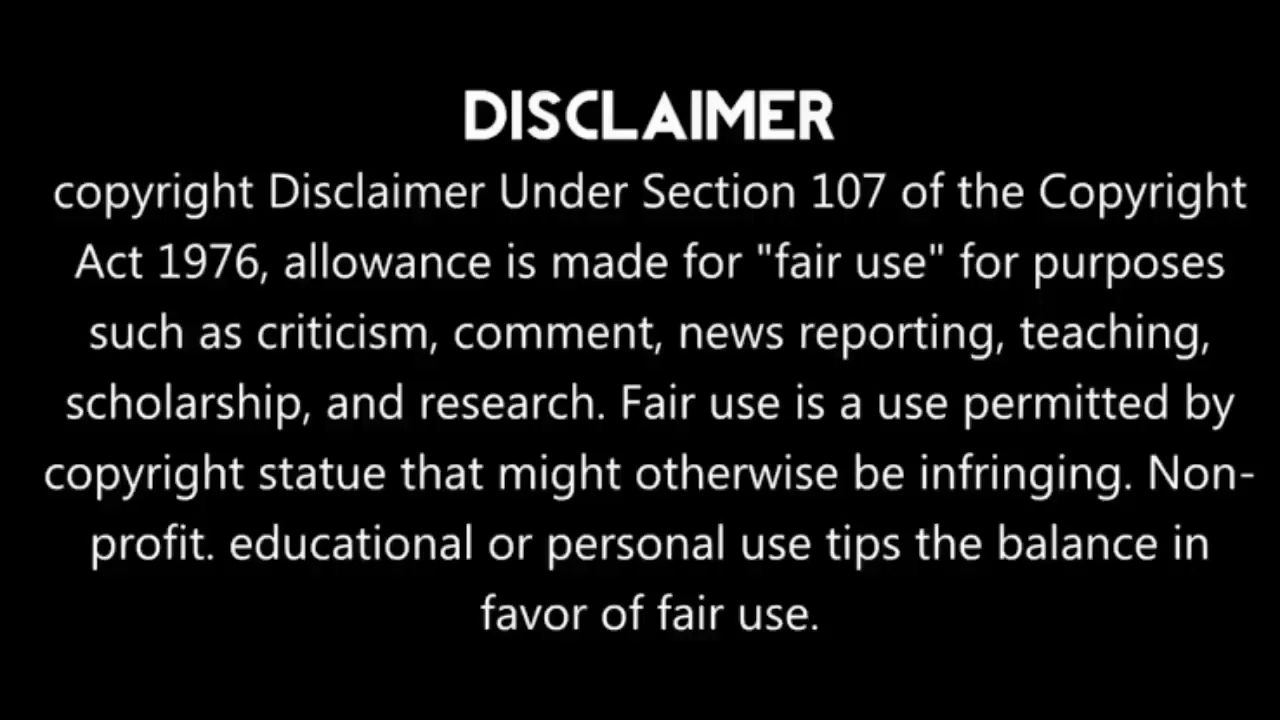 DISCLAIMER
copyright Disclaimer Under Section 107 of the Copyright
Act 1976, allowance is made for "fair use" for purposes
such as criticism, comment, news reporting, teaching,
scholarship, and research. Fair use is a use permitted by
copyright statue that might otherwise be infringing. Non-
profit. educational or personal use tips the balance in
favor of fair use.